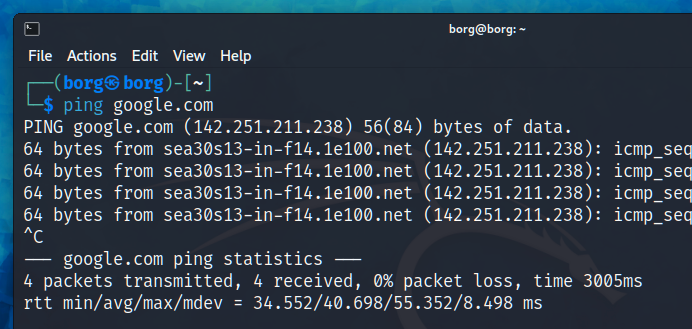 borg@borg: ~
File Actions Edit View Help
┌──(borg㉿borg)-[~]
└─$ ping google.com
PING google.com (142.251.211.238) 56(84) bytes of data.
64 bytes from sea30s13-in-f14.1e100.net (142.251.211.238): icmp_seq
64 bytes from sea30s13-in-f14.1e100.net (142.251.211.238): icmp_seq
64 bytes from sea30s13-in-f14.1e100.net (142.251.211.238): icmp_seq
64 bytes from sea30s13-in-f14.1e100.net (142.251.211.238): icmp_seq
^C
--- google.com ping statistics ---
4 packets transmitted, 4 received, 0% packet loss, time 3005ms
rtt min/avg/max/mdev = 34.552/40.698/55.352/8.498 ms